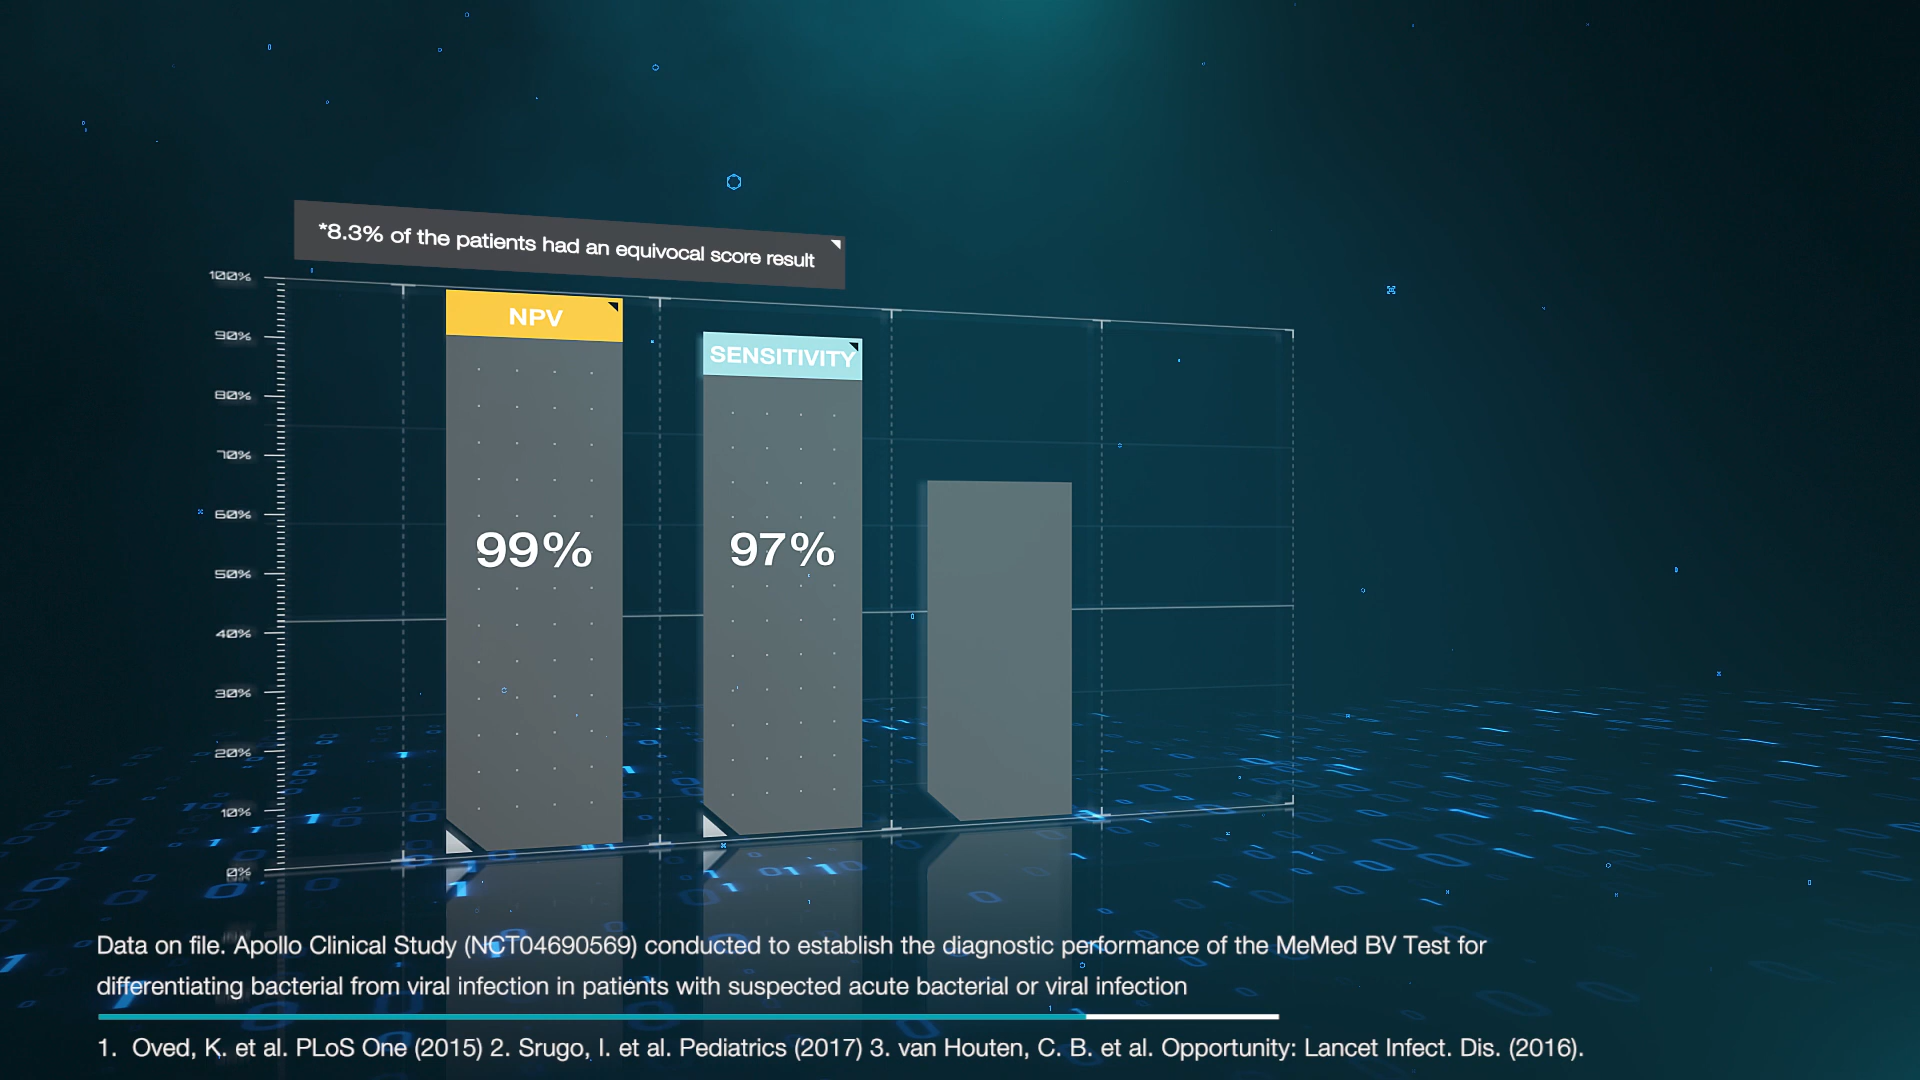 *8.3% of the patients had an equivocal score result
100%
90%
80%
70%
60%
50%
40%
30%
20%
10%
0%
NPV
SENSITIVITY
99%
97%
Data on file. Apollo Clinical Study (NCT04690569) conducted to establish the diagnostic performance of the MeMed BV Test for
differentiating bacterial from viral infection in patients with suspected acute bacterial or viral infection
1. Oved, K. et al. PLoS One (2015) 2. Srugo, I. et al. Pediatrics (2017) 3. van Houten, C. B. et al. Opportunity: Lancet Infect. Dis. (2016).